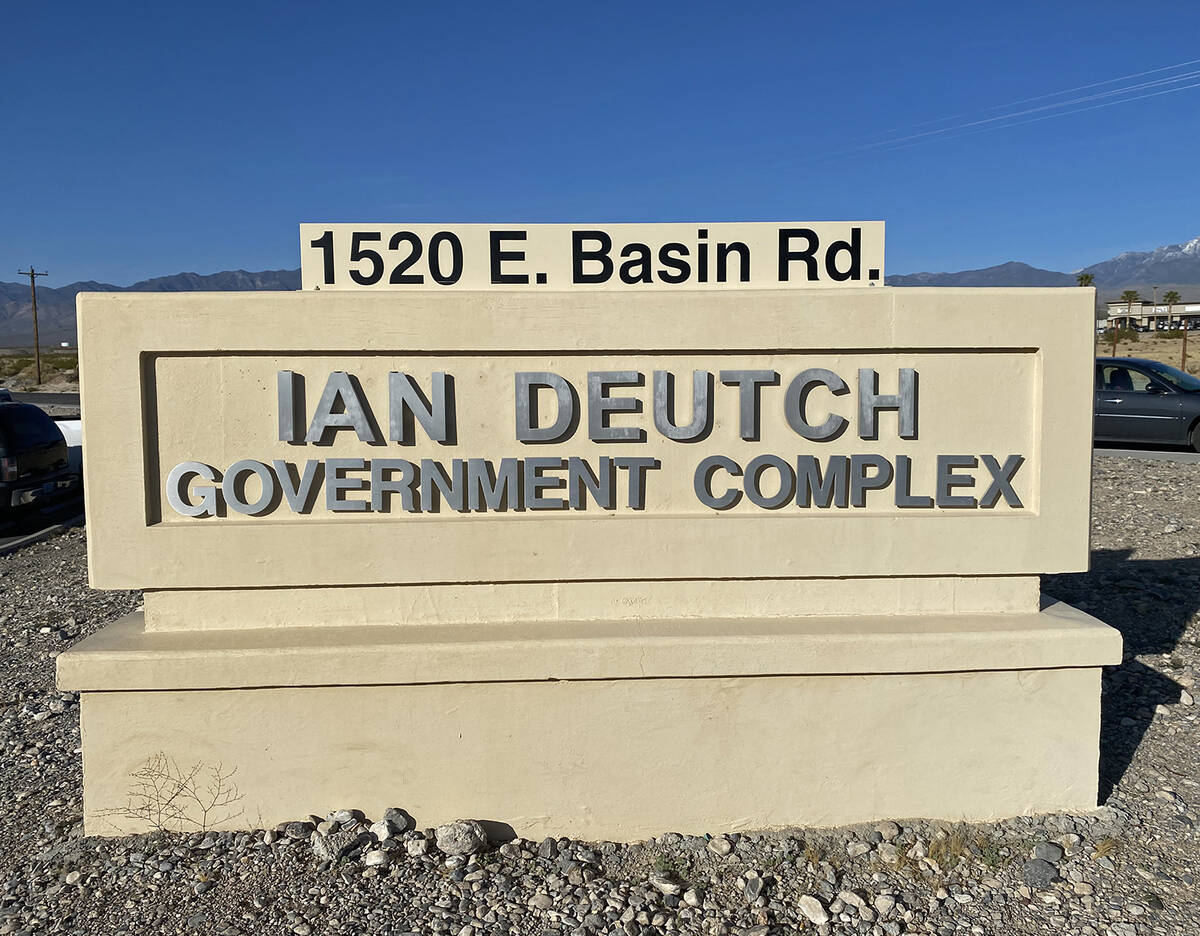 1520 E. Basin Rd.
IAN DEUTCH
GOVERNMENT COMPLEX